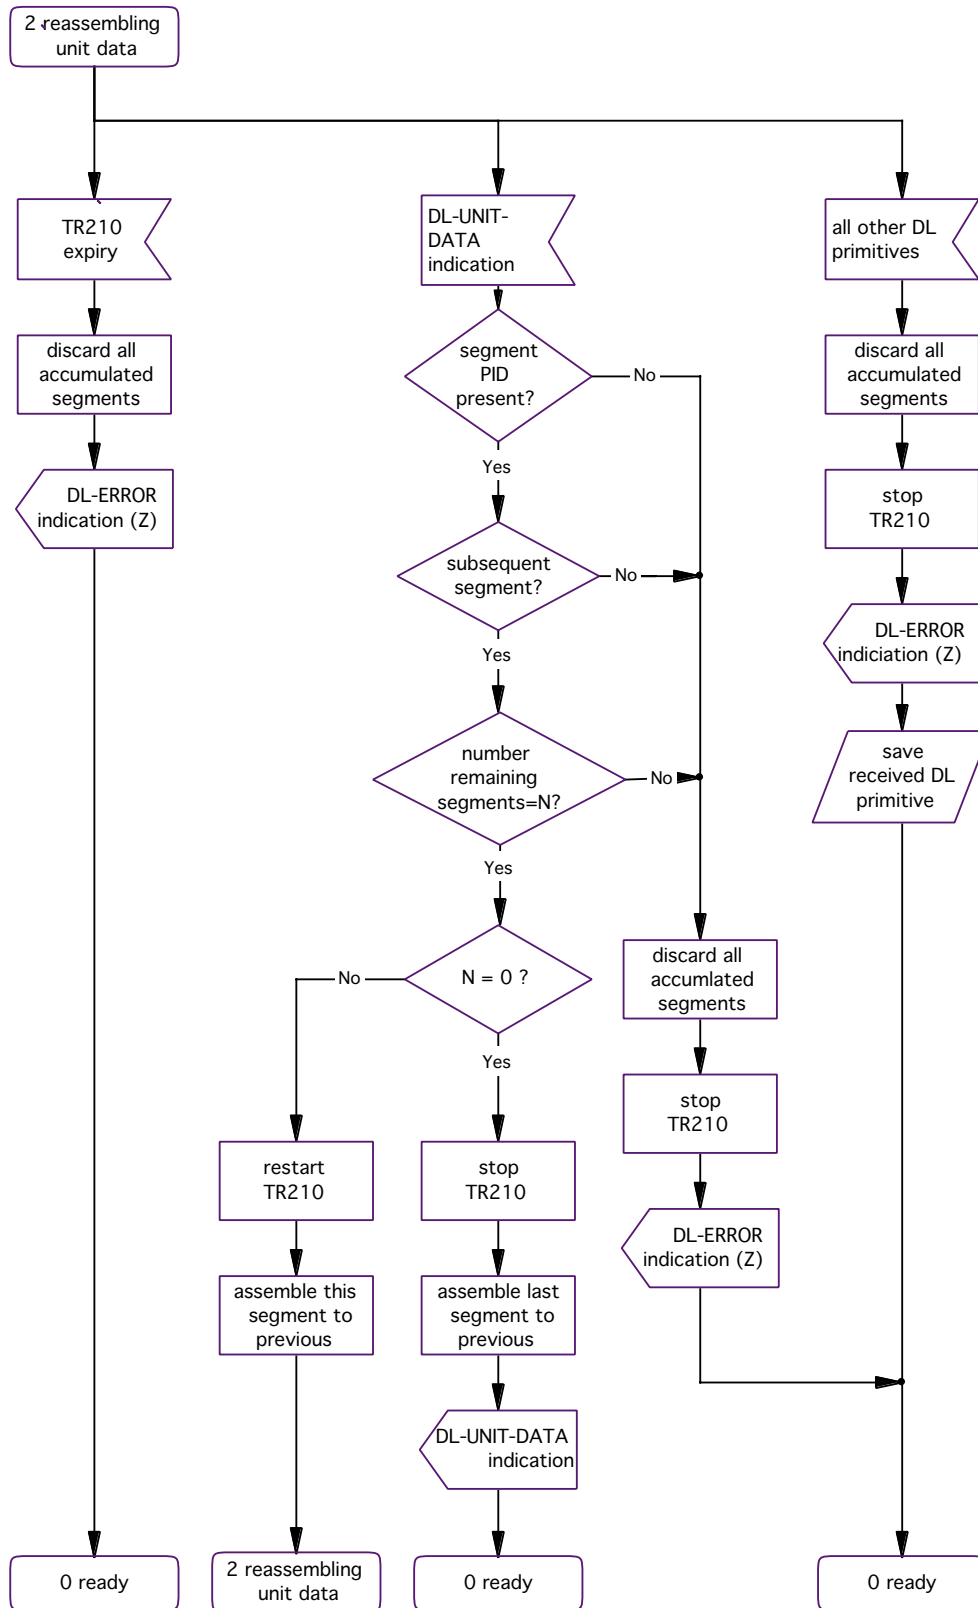 2 reassembling
unit data
TR210
expiry
discard all
accumulated
segments
DL-ERROR
indication (Z)
0 ready
DL-UNIT-
DATA
indication
segment
PID
present?
No
Yes
subsequent
segment?
No
Yes
number
remaining
segments=N?
No
Yes
N = 0 ?
No
Yes
restart
TR210
assemble this
segment to
previous
2 reassembling
unit data
stop
TR210
assemble last
segment to
previous
DL-UNIT-DATA
indication
0 ready
discard all
accumlated
segments
stop
TR210
DL-ERROR
indication (Z)
all other DL
primitives
discard all
accumulated
segments
stop
TR210
DL-ERROR
indiciation (Z)
save
received DL
primitive
0 ready